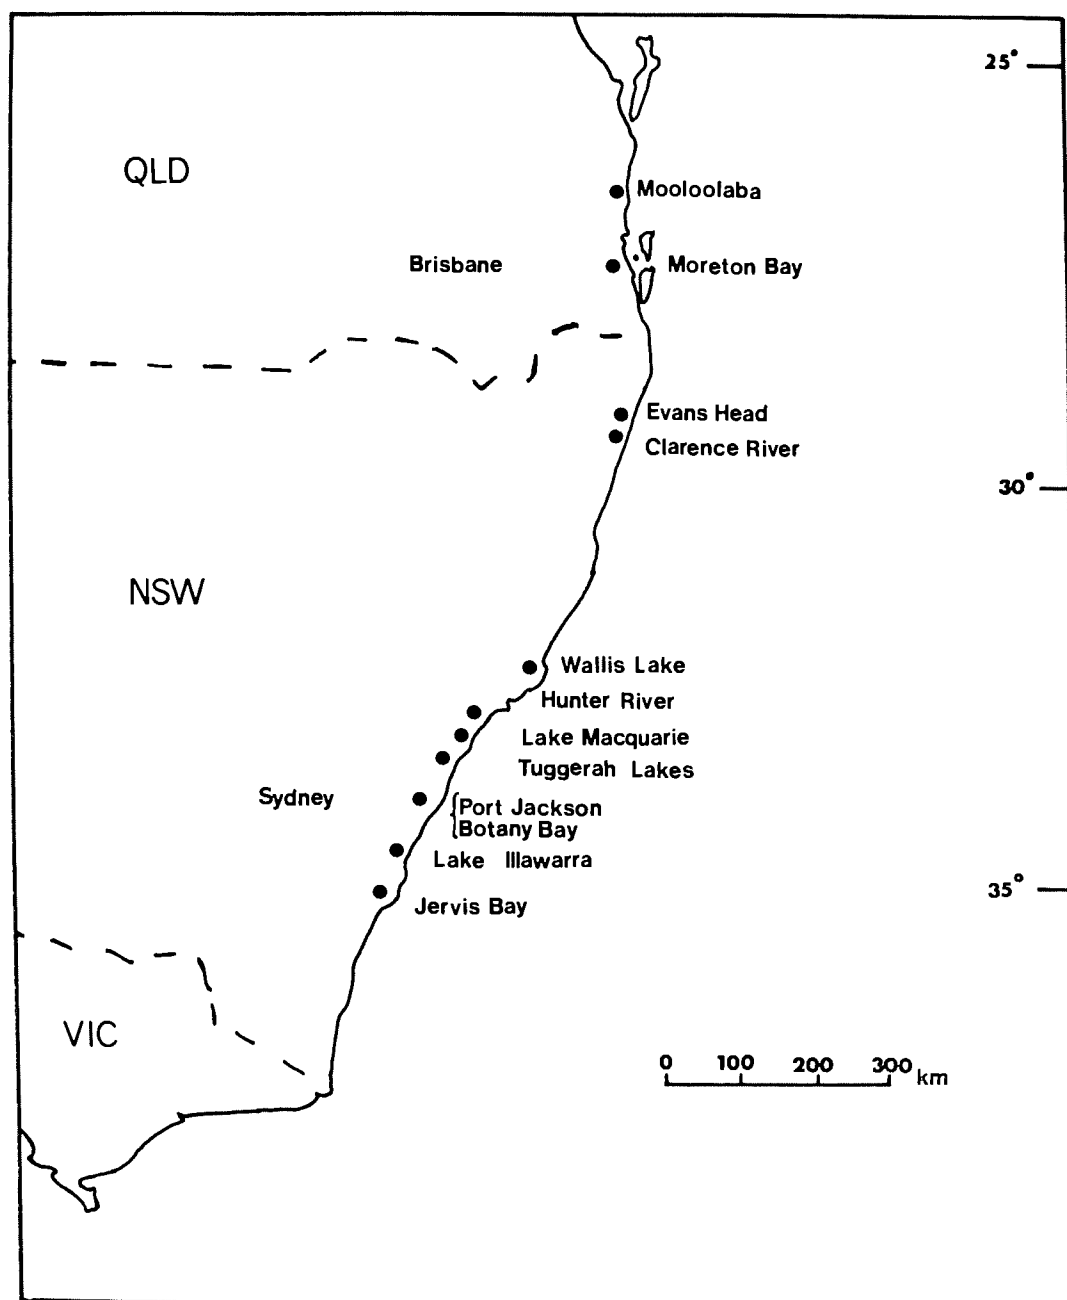 25°
QLD
Mooloolaba
Brisbane
Moreton Bay
Evans Head
Clarence River
30°
NSW
Wallis Lake
Hunter River
Lake Macquarie
Tuggerah Lakes
Sydney
Port Jackson
Botany Bay
Lake Illawarra
35°
Jervis Bay
VIC
0 100 200 300 km